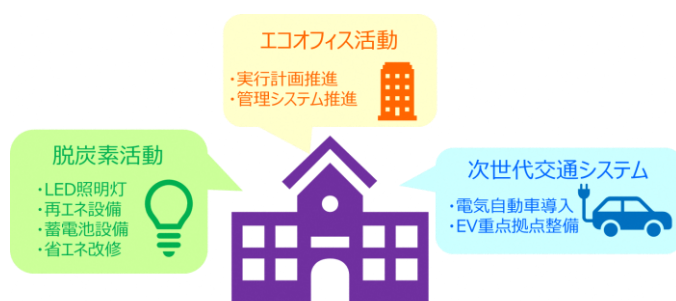 エコオフィス活動
・実行計画推進
・管理システム推進
脱炭素活動
・LED照明灯
・再エネ設備
・蓄電池設備
・省エネ改修
次世代交通システム
・電気自動車導入
・EV重点拠点整備